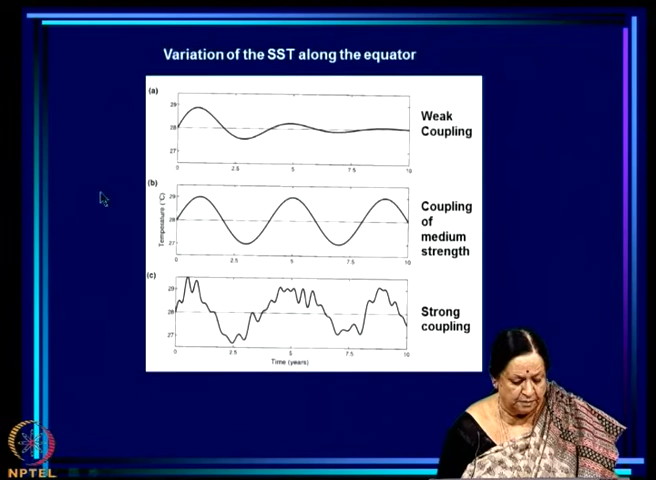 Variation of the SST along the equator
(a)
29
28
27
2.5
5
7.5
10
Weak
Coupling
(b)
Temperature (°C)
29
28
27
2.5
5
7.5
10
Coupling
of
medium
strength
(c)
29
28
27
0
2.5
5
7.5
10
Time (years)
Strong
coupling
NPTEL